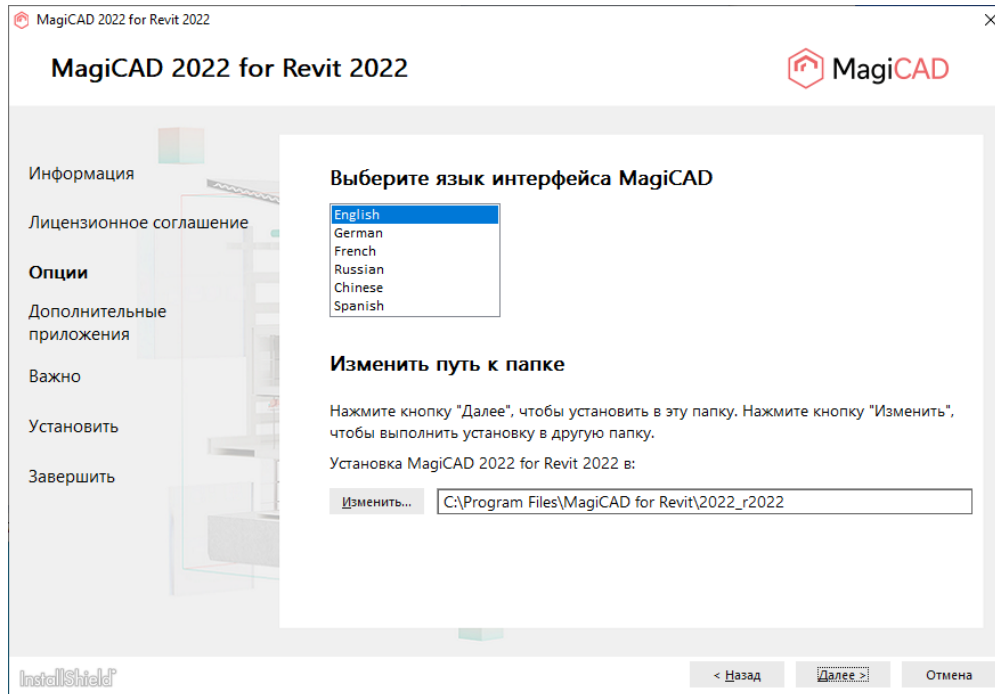 MagiCAD 2022 for Revit 2022
MagiCAD 2022 for Revit 2022
MagiCAD
Информация
Лицензионное соглашение
Опции
Дополнительные
приложения
Важно
Установить
Завершить
Выберите язык интерфейса MagiCAD
English
German
French
Russian
Chinese
Spanish
Изменить путь к папке
Нажмите кнопку "Далее", чтобы установить в эту папку. Нажмите кнопку "Изменить",
чтобы выполнить установку в другую папку.
Установка MagiCAD 2022 for Revit 2022 в:
Изменить... C:\Program Files\MagiCAD for Revit\2022_r2022
InstallShield
< Назад Далее > Отмена